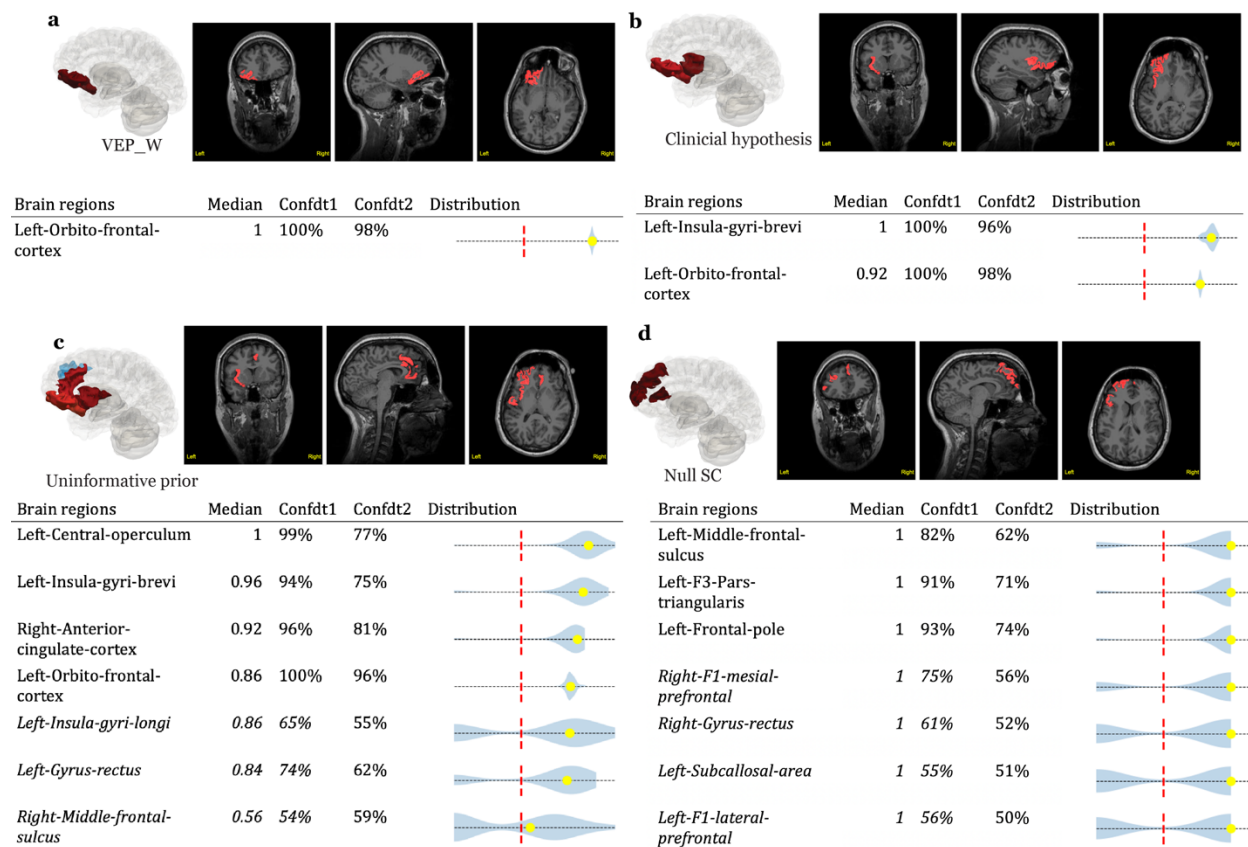 a
VEP_W
Left
Right
Brain regions Median Confdt1 Confdt2 Distribution
Left-Orbito-frontal-
cortex 1 100% 98%
b
Clinicial hypothesis
Left
Right
Brain regions Median Confdt1 Confdt2 Distribution
Left-Insula-gyri-brevi 1 100% 96%
Left-Orbito-frontal-
cortex 0.92 100% 98%
c
Uninformative prior
Left
Right
Brain regions Median Confdt1 Confdt2 Distribution
Left-Central-operculum 1 99% 77%
Left-Insula-gyri-brevi 0.96 94% 75%
Right-Anterior-
cingulate-cortex 0.92 96% 81%
Left-Orbito-frontal-
cortex 0.86 100% 96%
Left-Insula-gyri-longi 0.86 65% 55%
Left-Gyrus-rectus 0.84 74% 62%
Right-Middle-frontal-
sulcus 0.56 54% 59%
d
Null SC
Left
Right
Brain regions Median Confdt1 Confdt2 Distribution
Left-Middle-frontal-
sulcus 1 82% 62%
Left-F3-Pars-
triangularis 1 91% 71%
Left-Frontal-pole 1 93% 74%
Right-F1-mesial-
prefrontal 1 75% 56%
Right-Gyrus-rectus 1 61% 52%
Left-Subcallosal-area 1 55% 51%
Left-F1-lateral-
prefrontal 1 56% 50%